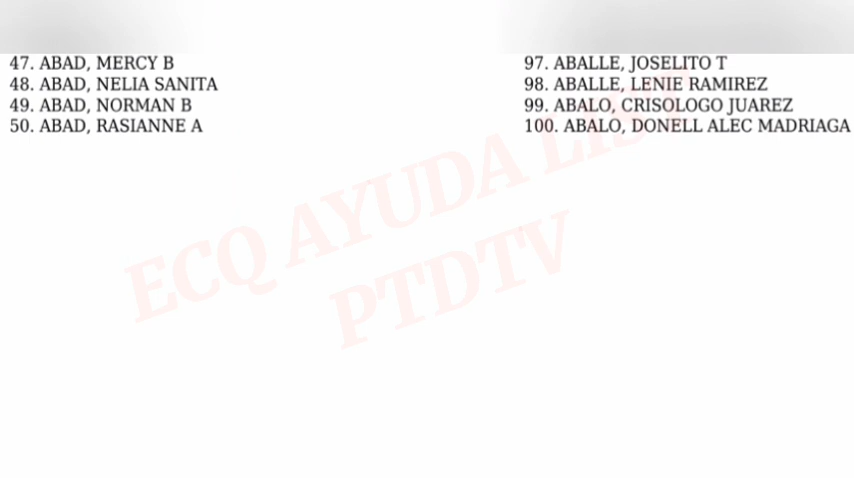 47. ABAD, MERCY B
48. ABAD, NELIA SANITA
49. ABAD, NORMAN B
50. ABAD, RASIANNE A
97. ABALLE, JOSELITO T
98. ABALLE, LENIE RAMIREZ
99. ABALO, CRISOLOGO JUAREZ
100. ABALO, DONELL ALEC MADRIAGA
ECQ AYUDA LIST
PTDTV